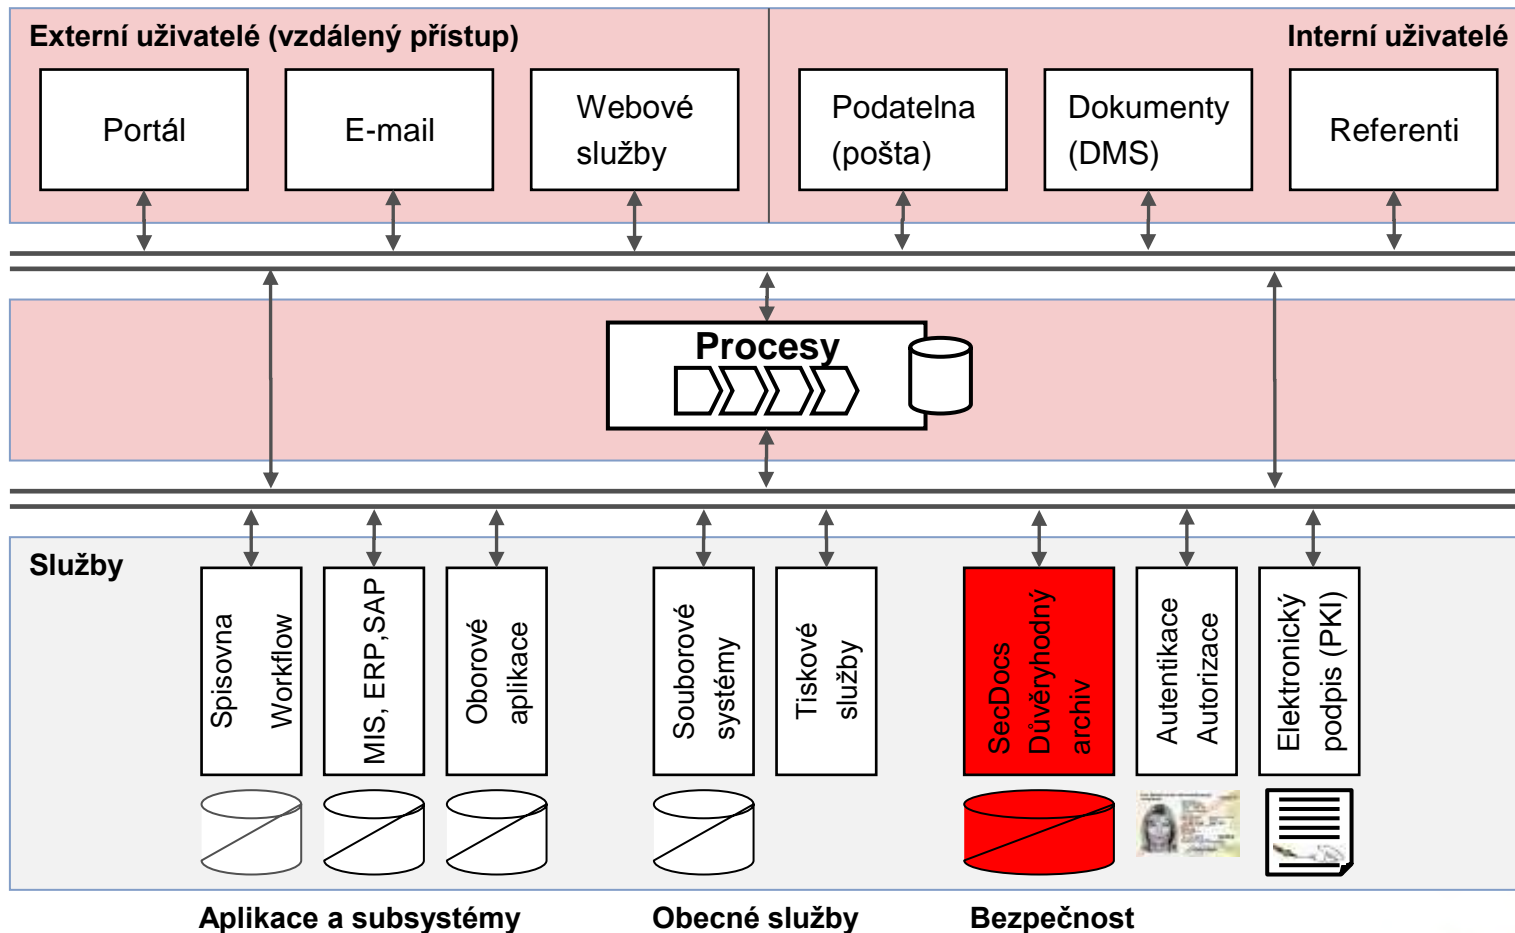 Externí uživatelé (vzdálený přístup)
Interní uživatelé
Portál
E-mail
Webové
služby
Podatelna
(pošta)
Dokumenty
(DMS)
Referenti
Procesy
Služby
Spisovna
Workflow
MIS, ERP,SAP
Oborové
aplikace
Souborové
systémy
Tiskové
služby
SecDocs
Důvěryhodný
archiv
Autentikace
Autorizace
Elektronický
podpis (PKI)
Aplikace a subsystémy
Obecné služby
Bezpečnost